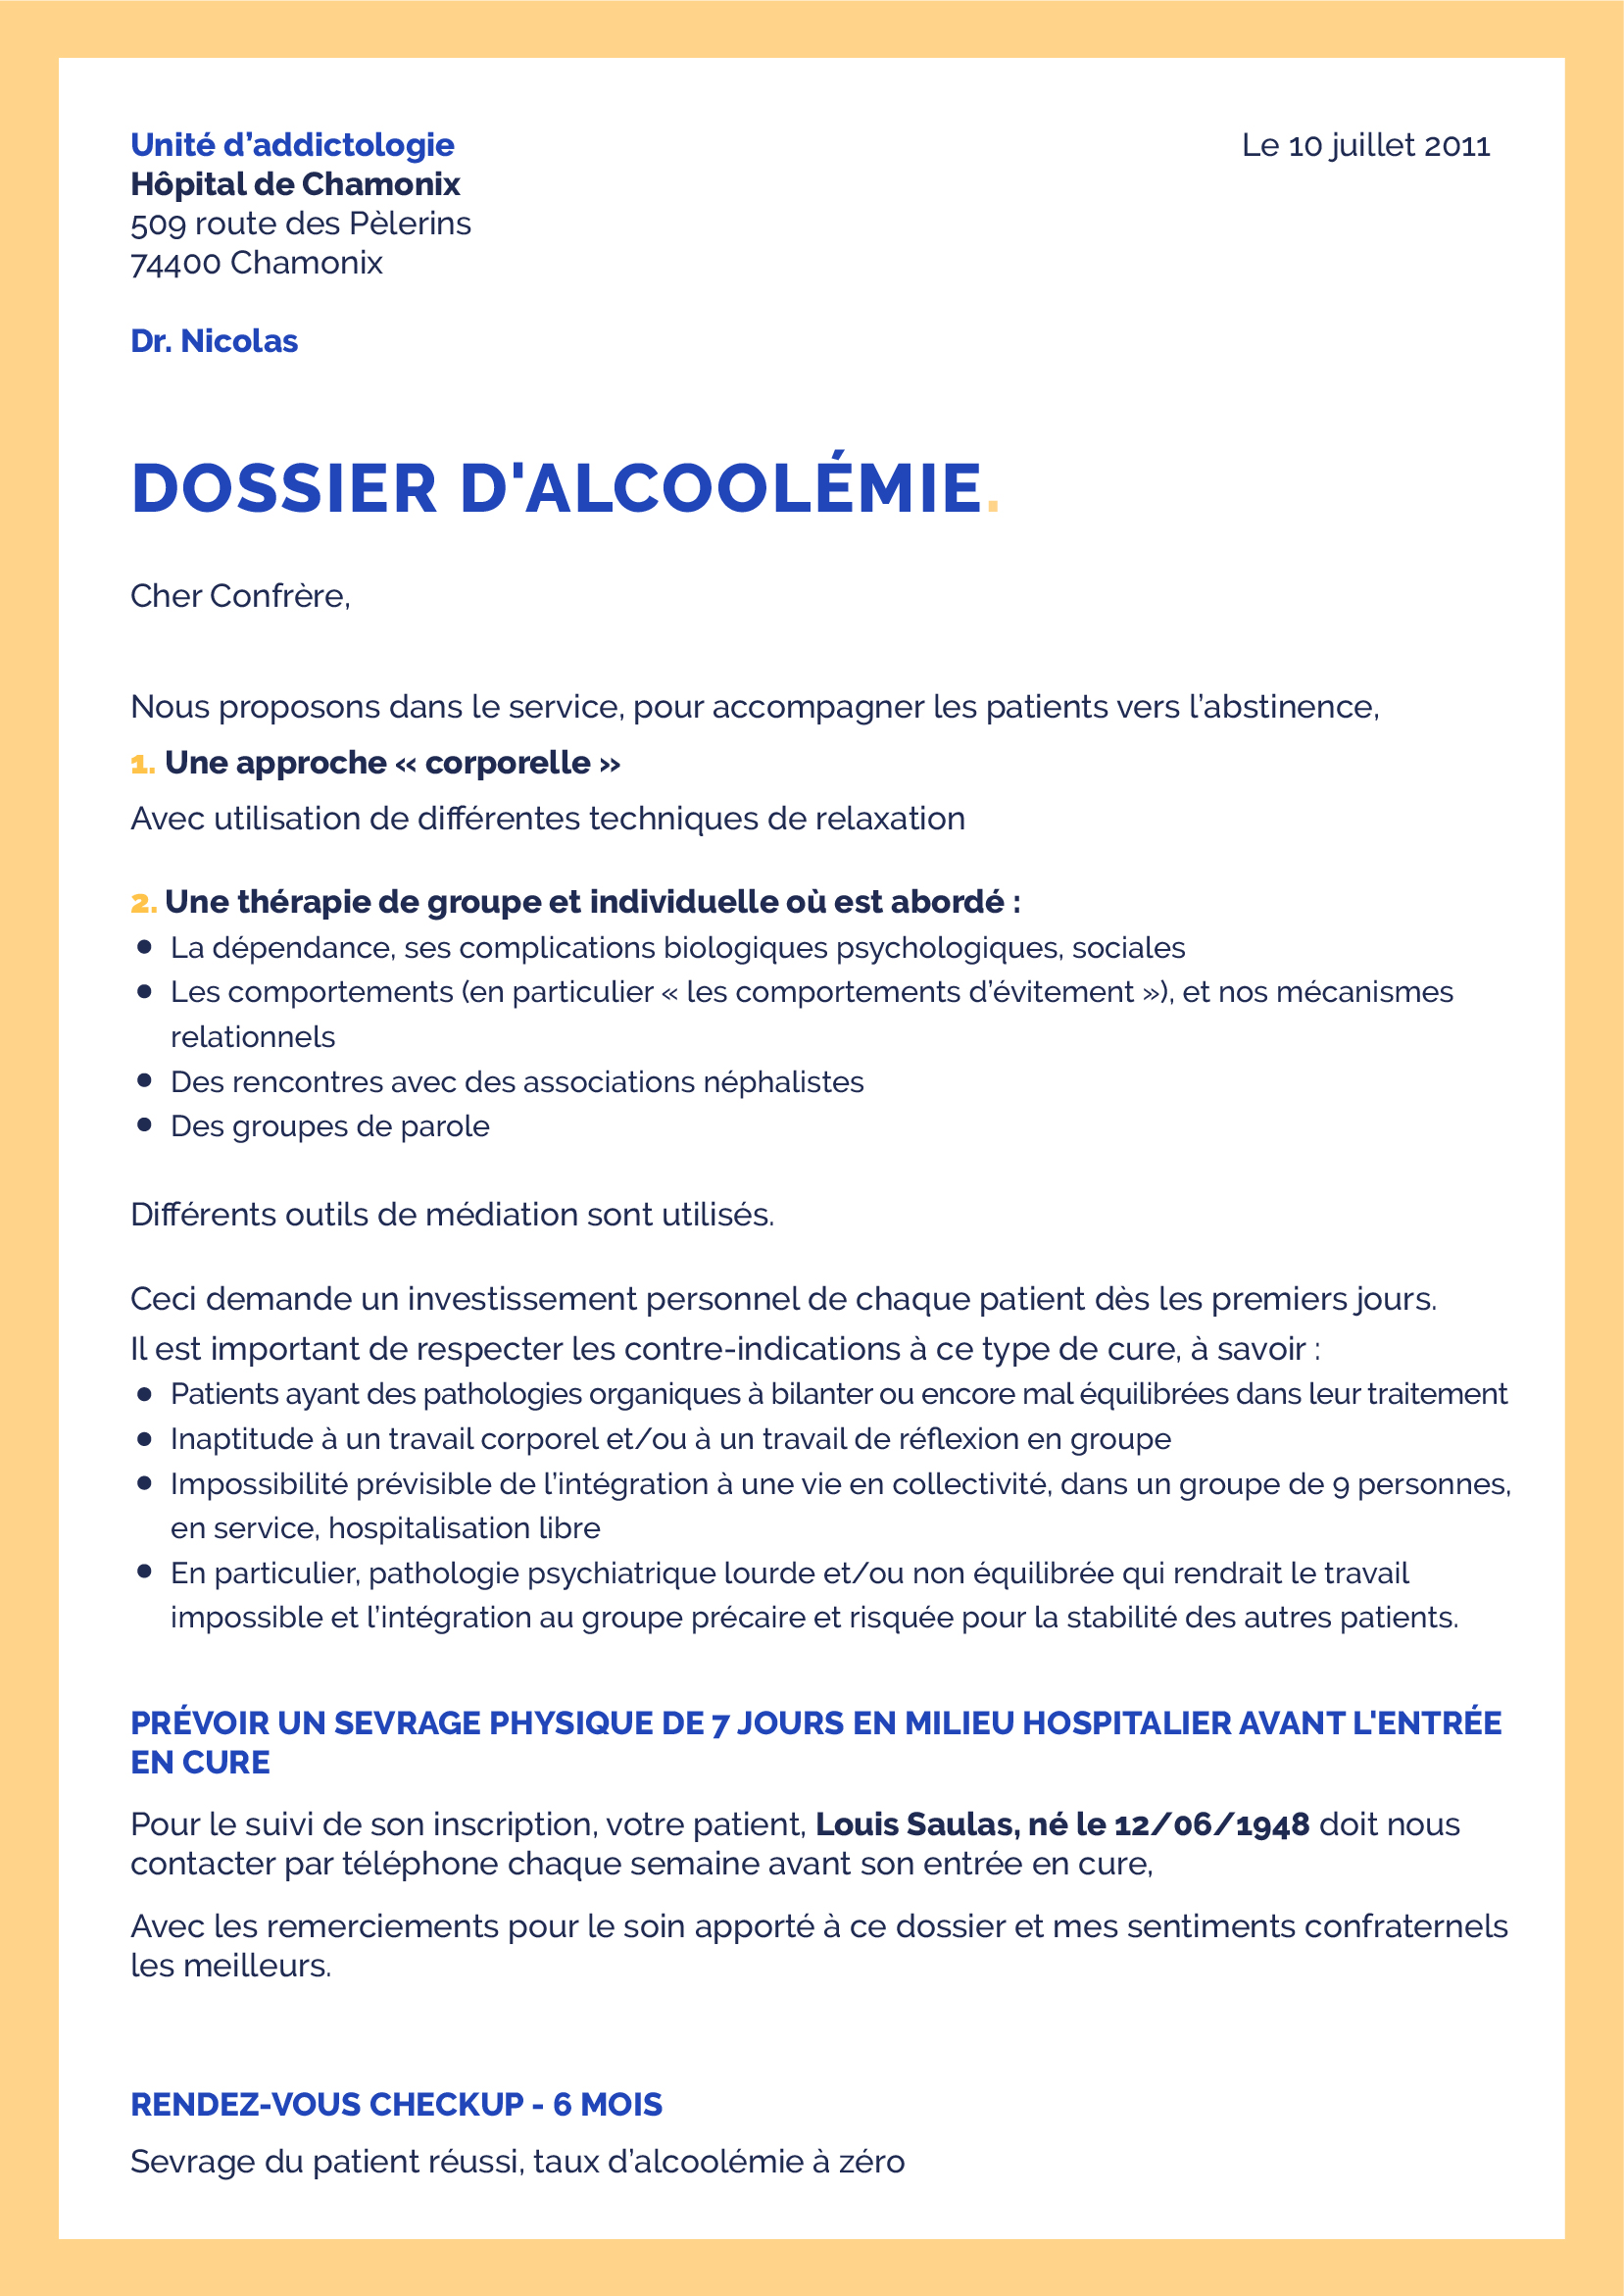 Unité d’addictologie
Le 10 juillet 2011
Hôpital de Chamonix
509 route des Pèlerins
74400 Chamonix
Dr. Nicolas
DOSSIER D'ALCOOLÉMIE.
Cher Confrère,
Nous proposons dans le service, pour accompagner les patients vers l’abstinence,
1. Une approche « corporelle »
Avec utilisation de différentes techniques de relaxation
2. Une thérapie de groupe et individuelle où est abordé :
● La dépendance, ses complications biologiques psychologiques, sociales
● Les comportements (en particulier « les comportements d’évitement »), et nos mécanismes
relationnels
● Des rencontres avec des associations néphalistes
● Des groupes de parole
Différents outils de médiation sont utilisés.
Ceci demande un investissement personnel de chaque patient dès les premiers jours.
Il est important de respecter les contre-indications à ce type de cure, à savoir :
● Patients ayant des pathologies organiques à bilanter ou encore mal équilibrées dans leur traitement
● Inaptitude à un travail corporel et/ou à un travail de réflexion en groupe
● Impossibilité prévisible de l’intégration à une vie en collectivité, dans un groupe de 9 personnes,
en service, hospitalisation libre
● En particulier, pathologie psychiatrique lourde et/ou non équilibrée qui rendrait le travail
impossible et l’intégration au groupe précaire et risquée pour la stabilité des autres patients.
PRÉVOIR UN SEVRAGE PHYSIQUE DE 7 JOURS EN MILIEU HOSPITALIER AVANT L'ENTRÉE
EN CURE
Pour le suivi de son inscription, votre patient, Louis Saulas, né le 12/06/1948 doit nous
contacter par téléphone chaque semaine avant son entrée en cure,
Avec les remerciements pour le soin apporté à ce dossier et mes sentiments confraternels
les meilleurs.
RENDEZ-VOUS CHECKUP - 6 MOIS
Sevrage du patient réussi, taux d’alcoolémie à zéro